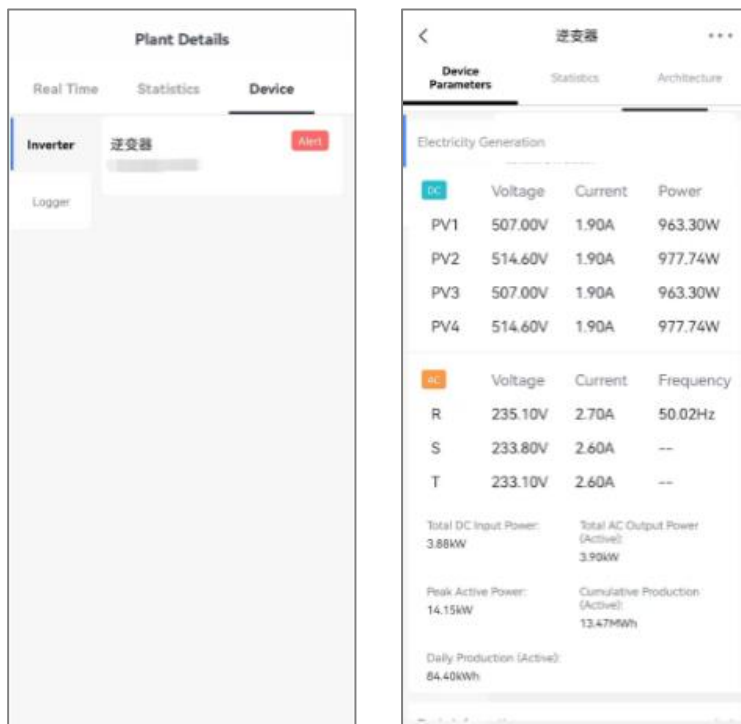 Plant Details
Real Time Statistics Device
Inverter 逆变器 Alert
Logger
逆变器
Device Parameters Statistics Architecture
Electricity Generation
DC Voltage Current Power
PV1 507.00V 1.90A 963.30W
PV2 514.60V 1.90A 977.74W
PV3 507.00V 1.90A 963.30W
PV4 514.60V 1.90A 977.74W
AC Voltage Current Frequency
R 235.10V 2.70A 50.02Hz
S 233.80V 2.60A --
T 233.10V 2.60A --
Total DC Input Power:
3.88kW
Total AC Output Power
(Active):
3.90kW
Peak Active Power:
14.15kW
Cumulative Production
(Active):
13.47MWh
Daily Production (Active):
84.40kWh